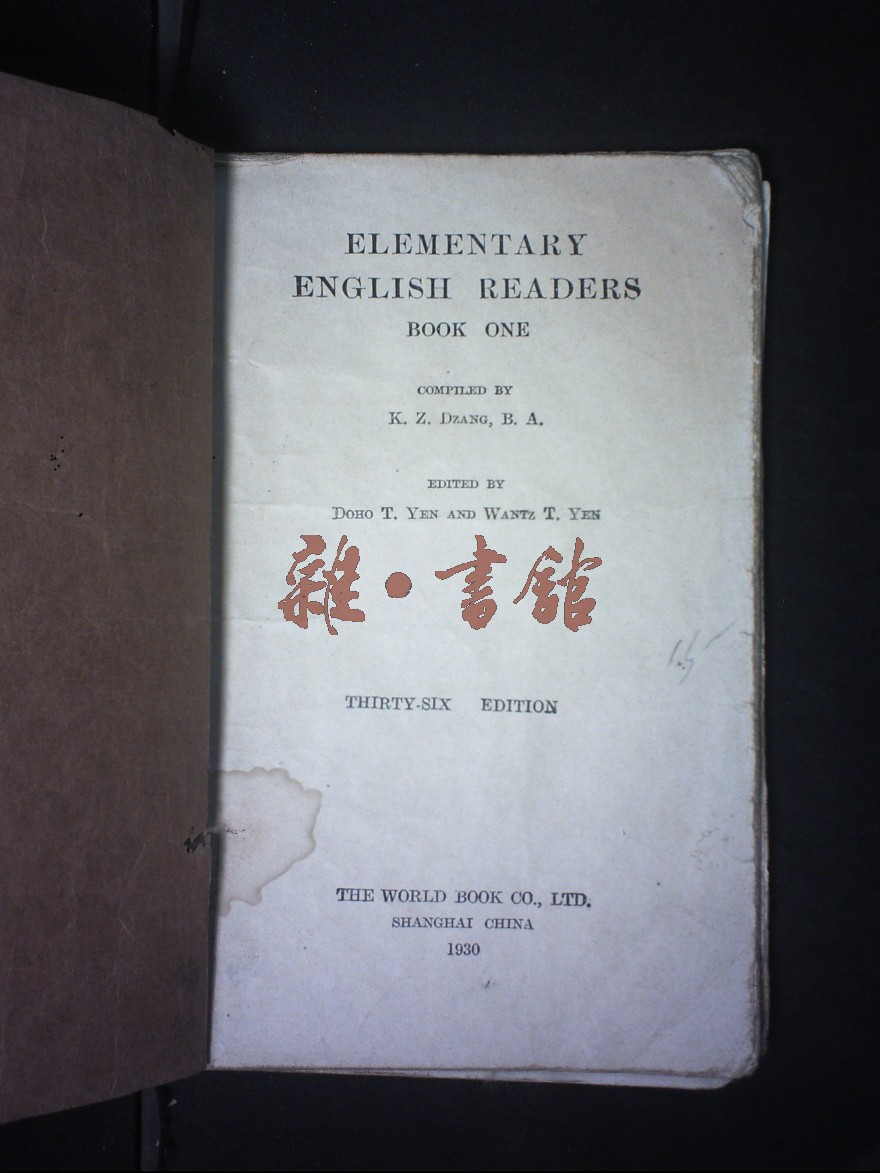 ELEMENTARY
ENGLISH READERS
BOOK ONE
COMPILED BY
K. Z. DZANG, B. A.
EDITED BY
DOHO T. YEN AND WANTZ T. YEN
雜·書館
THIRTY-SIX EDITION
THE WORLD BOOK CO., LTD.
SHANGHAI CHINA
1930